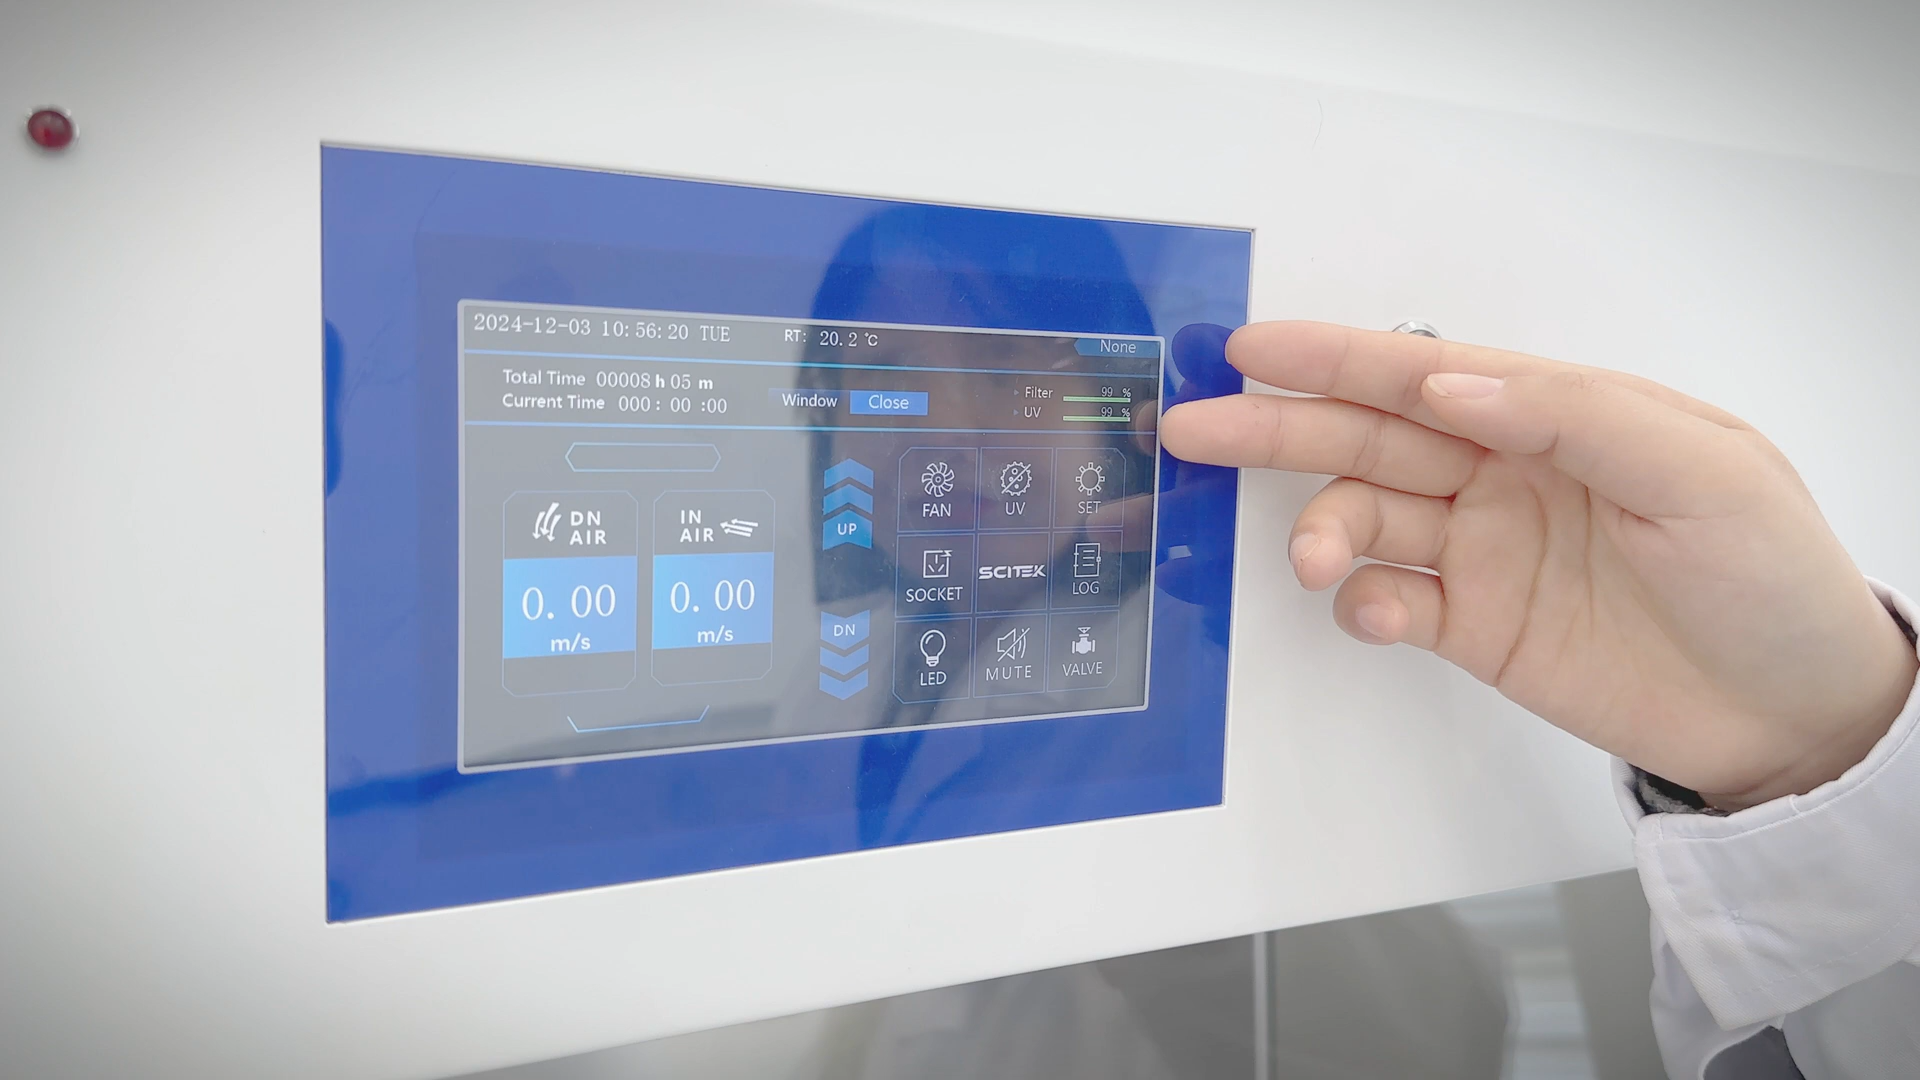 2024-12-03 10:56:20 TUE RT: 20.2 ℃ None
Total Time 00008 h 05 m
Current Time 000 : 00 :00
Window Close
Filter 99 %
UV 99 %
DN AIR
0.00
m/s
IN AIR
0.00
m/s
UP
DN
FAN UV SET
SOCKET SCITEK LOG
LED MUTE VALVE